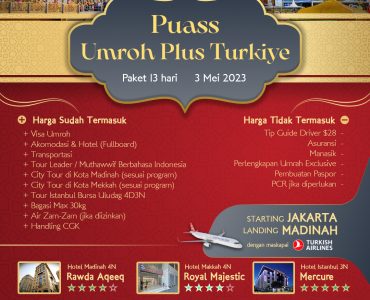 Puass
Umroh Plus Turkiye
Paket 13 hari 3 Mei 2023
+ Harga Sudah Termasuk
+ Visa Umroh
+ Akomodasi & Hotel (Fullboard)
+ Transportasi
+ Tour Leader / Muthawwif Berbahasa Indonesia
+ City Tour di Kota Madinah (sesuai program)
+ City Tour di Kota Mekkah (sesuai program)
+ Tour Istanbul Bursa Uludag 4D3N
+ Bagasi Max 30kg
+ Air Zam-Zam (jika diizinkan)
+ Handling CGK
Harga Tidak Termasuk -
Tip Guide Driver $28 -
Asuransi -
Manasik -
Perlengkapan Umrah Exclusive -
Pembuatan Paspor -
PCR jika diperlukan -
STARTING JAKARTA
LANDING MADINAH
dengan maskapai TURKISH AIRLINES
Hotel Madinah 4N
Rawda Aqeeq
Hotel Makkah 4N
Royal Majestic
Hotel Istanbul 3N
Mercure